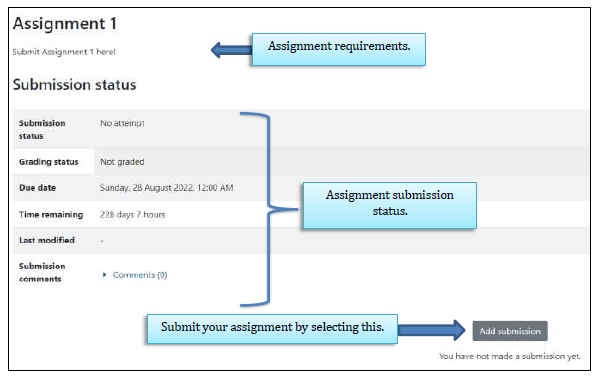 Assignment 1
Submit Assignment 1 here!
Assignment requirements.
Submission status
Submission
status
No attempt
Grading status
Not graded
Due date
Sunday, 28 August 2022, 12:00 AM
Assignment submission
status.
Time remaining
228 days 7 hours
Last modified
-
Submission
comments
Comments (0)
Submit your assignment by selecting this.
Add submission
You have not made a submission yet.